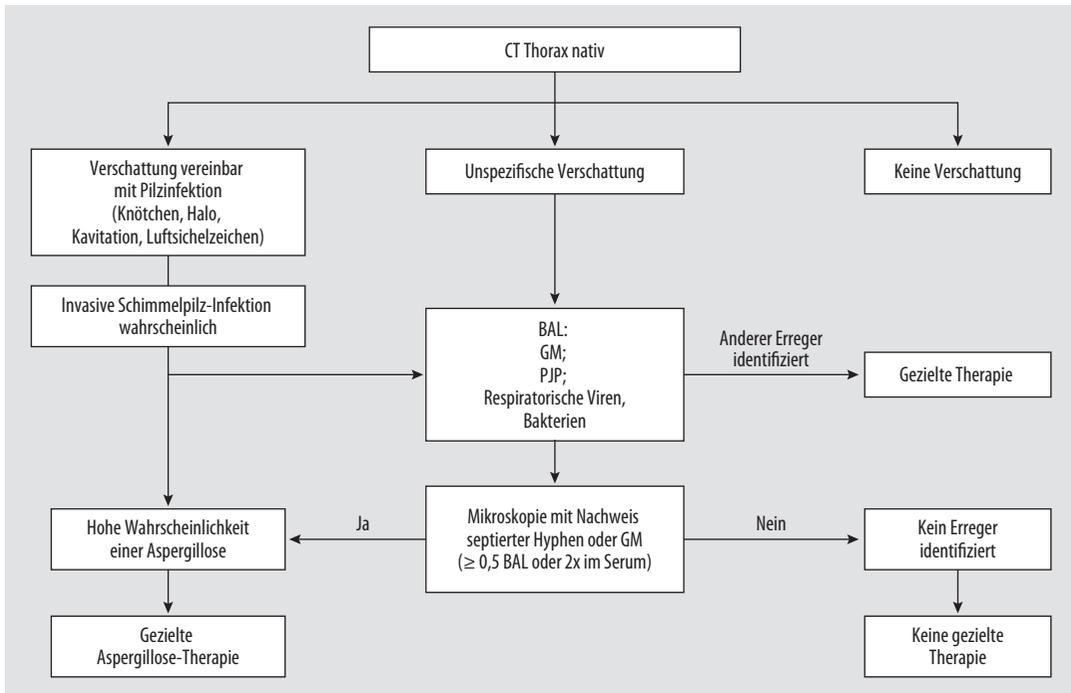 CT Thorax nativ
Verschattung vereinbar
mit Pilzinfektion
(Knötchen, Halo,
Kavitation, Luftsichelzeichen)
Unspezifische Verschattung
Keine Verschattung
Invasive Schimmelpilz-Infektion
wahrscheinlich
BAL:
GM;
PJP;
Respiratorische Viren,
Bakterien
Anderer Erreger
identifiziert
Gezielte Therapie
Hohe Wahrscheinlichkeit
einer Aspergillose
Ja
Mikroskopie mit Nachweis
septierter Hyphen oder GM
(≥ 0,5 BAL oder 2x im Serum)
Nein
Kein Erreger
identifiziert
Gezielte
Aspergillose-Therapie
Keine gezielte
Therapie